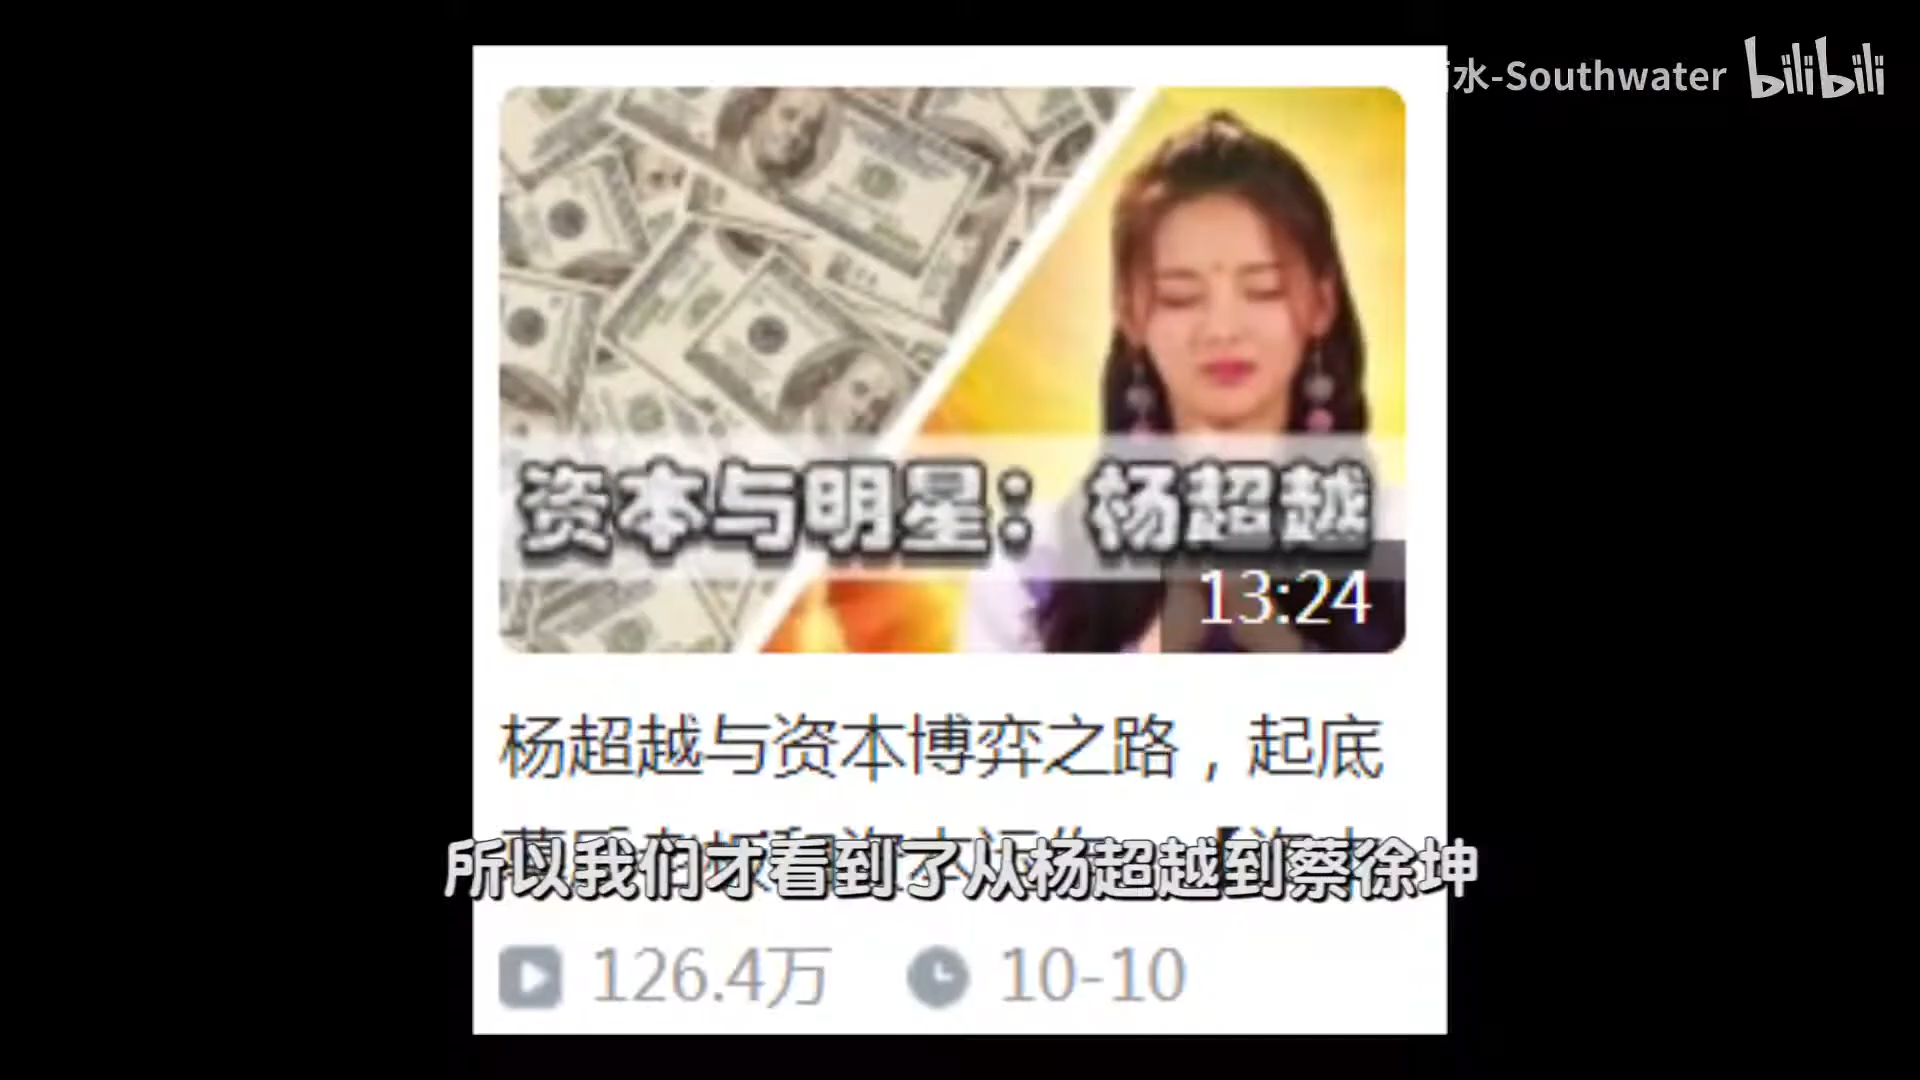 水-Southwater bilibili
资本与明星：杨超越
13:24
杨超越与资本博弈之路，起底
所以我们才看到了从杨超越到蔡徐坤
126.4万 10-10